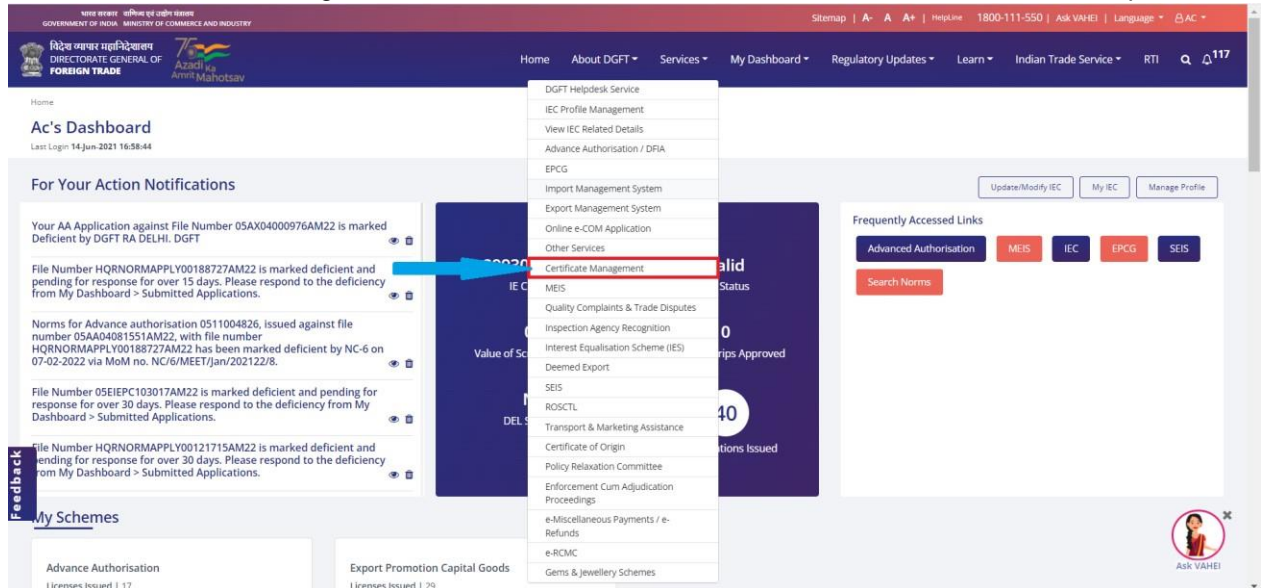 भारत सरकार वाणिज्य एवं उद्योग मंत्रालय
GOVERNMENT OF INDIA MINISTRY OF COMMERCE AND INDUSTRY
Sitemap | A- A A+ | HelpLine 1800-111-550 | Ask VAHEI | Language AC
विदेश व्यापार महानिदेशालय
DIRECTORATE GENERAL OF
FOREIGN TRADE
75
Azadi Ka
Amrit Mahotsav
Home About DGFT Services My Dashboard Regulatory Updates Learn Indian Trade Service RTI 117
Home
Ac's Dashboard
Last Login 14-Jun-2021 16:58:44
For Your Action Notifications
Your AA Application against File Number 05AX04000976AM22 is marked
Deficient by DGFT RA DELHI. DGFT
File Number HQRNORMAPPLY00188727AM22 is marked deficient and
pending for response for over 15 days. Please respond to the deficiency
from My Dashboard > Submitted Applications.
Norms for Advance authorisation 0511004826, issued against file
number 05AA04081551AM22, with file number
HQRNORMAPPLY00188727AM22 has been marked deficient by NC-6 on
07-02-2022 via MoM no. NC/6/MEET/Jan/202122/8.
File Number 05EIEPC103017AM22 is marked deficient and pending for
response for over 30 days. Please respond to the deficiency from My
Dashboard > Submitted Applications.
File Number HQRNORMAPPLY00121715AM22 is marked deficient and
pending for response for over 30 days. Please respond to the deficiency
from My Dashboard > Submitted Applications.
DGFT Helpdesk Service
IEC Profile Management
View IEC Related Details
Advance Authorisation / DFIA
EPCG
Import Management System
Export Management System
Online e-COM Application
Other Services
Certificate Management
MEIS
Quality Complaints & Trade Disputes
Inspection Agency Recognition
Interest Equalisation Scheme (IES)
Deemed Export
SEIS
ROSCTL
Transport & Marketing Assistance
Certificate of Origin
Policy Relaxation Committee
Enforcement Cum Adjudication
Proceedings
e-Miscellaneous Payments / e-
Refunds
e-RCMC
Gems & Jewellery Schemes
IE C
alid
Status
Value of Sc
0
rips Approved
DEL S
40
tions Issued
Update/Modify IEC My IEC Manage Profile
Frequently Accessed Links
Advanced Authorisation MEIS IEC EPCG SEIS
Search Norms
Feedback
My Schemes
Advance Authorisation
Licenses Issued | 17
Export Promotion Capital Goods
Licenses Issued | 29
Ask VAHEI